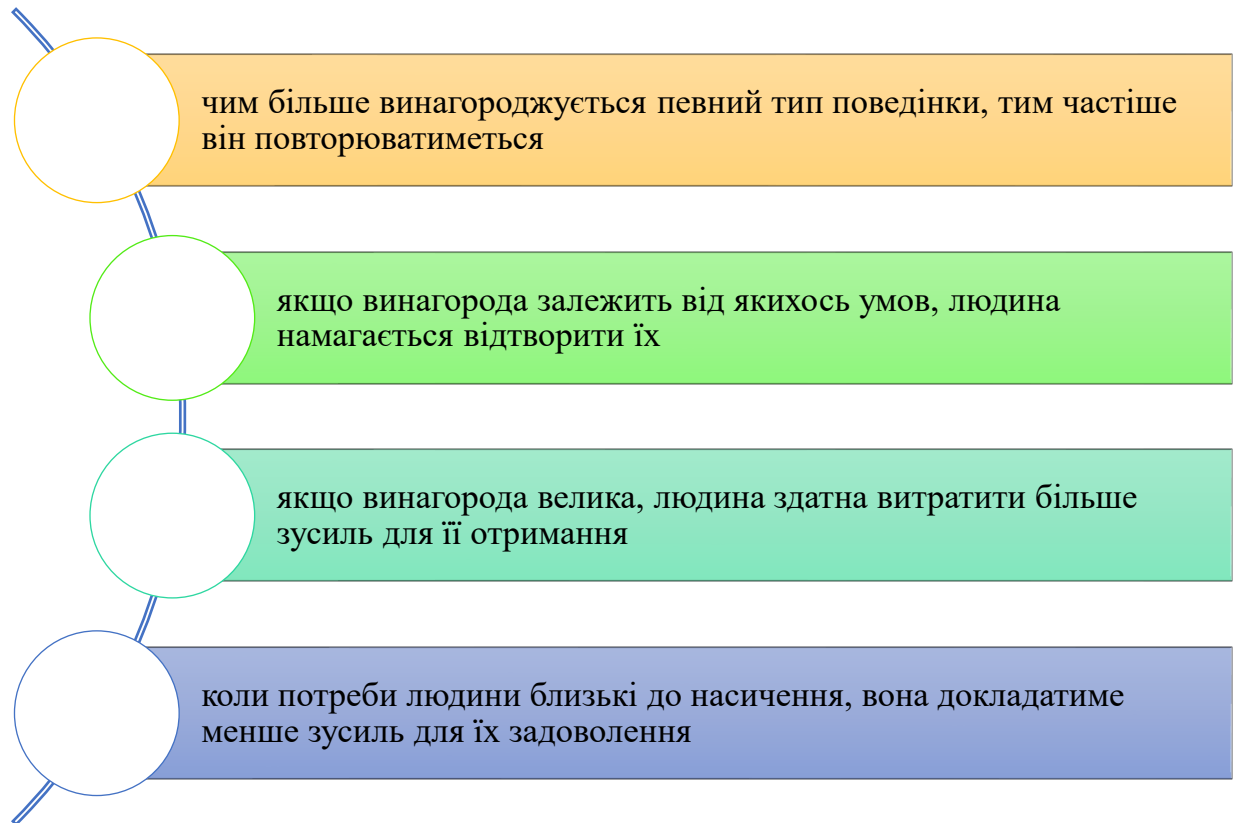 чим більше винагороджується певний тип поведінки, тим частіше
він повторюватиметься
якщо винагорода залежить від якихось умов, людина
намагається відтворити їх
якщо винагорода велика, людина здатна витратити більше
зусиль для її отримання
коли потреби людини близькі до насичення, вона докладатиме
менше зусиль для їх задоволення